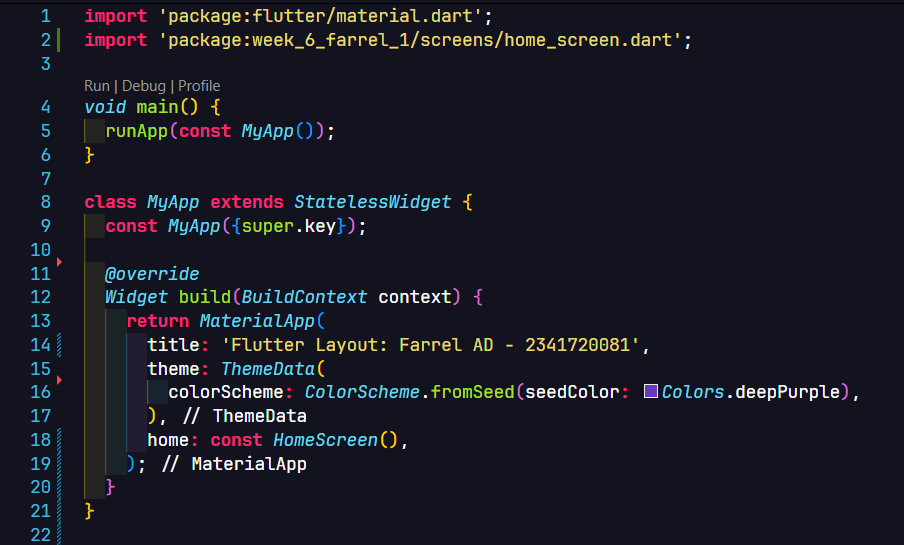 1 import 'package:flutter/material.dart';
2 import 'package:week_6_farrel_1/screens/home_screen.dart';
3
Run | Debug | Profile
4 void main() {
5   runApp(const MyApp());
6 }
7
8 class MyApp extends StatelessWidget {
9   const MyApp({super.key});
10
11   @override
12   Widget build(BuildContext context) {
13     return MaterialApp(
14       title: 'Flutter Layout: Farrel AD - 2341720081',
15       theme: ThemeData(
16         colorScheme: ColorScheme.fromSeed(seedColor: Colors.deepPurple),
17       ), // ThemeData
18       home: const HomeScreen(),
19     ); // MaterialApp
20   }
21 }
22